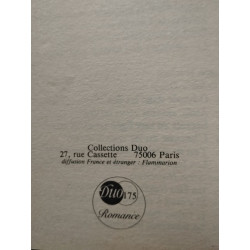 Collections Duo
27, rue Cassette 75006 Paris
diffusion France et étranger : Flammarion
Duo
175
Romance